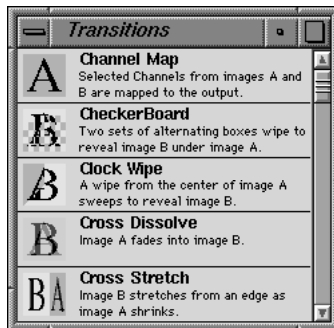 Transitions
A
Channel Map
Selected Channels from images A and
B are mapped to the output.
B
CheckerBoard
Two sets of alternating boxes wipe to
reveal image B under image A.
B
Clock Wipe
A wipe from the center of image A
sweeps to reveal image B.
B
Cross Dissolve
Image A fades into image B.
BA
Cross Stretch
Image B stretches from an edge as
image A shrinks.